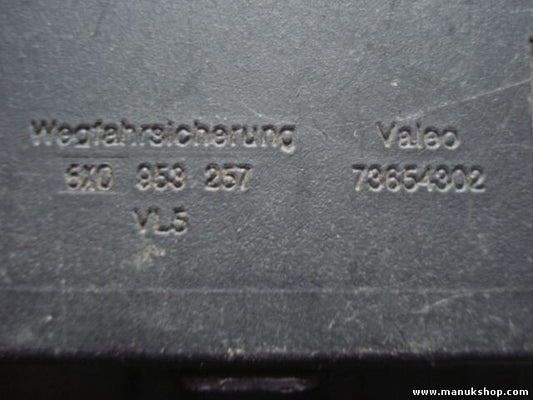 Wegfahrsicherung Valeo
6X0 953 257 73654302
VL5
www.manukshop.com